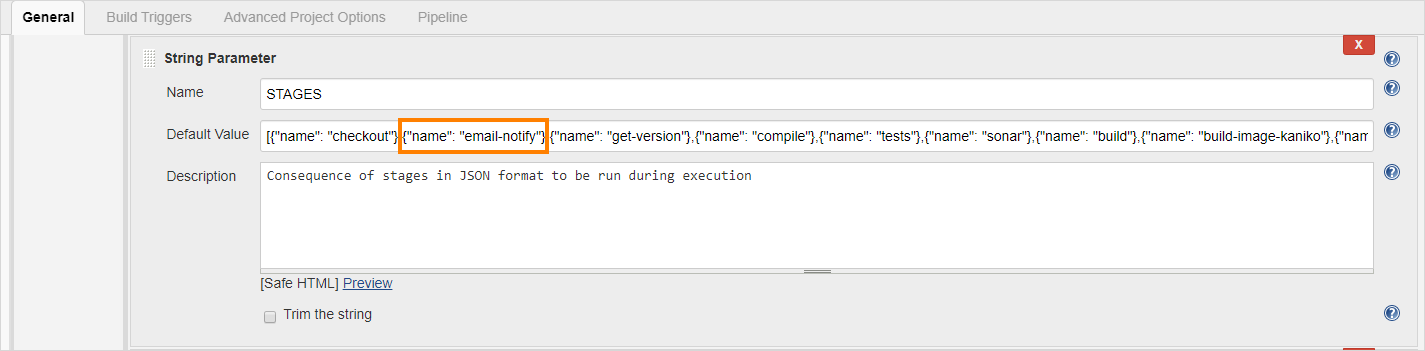 General Build Triggers Advanced Project Options Pipeline
X
String Parameter
Name STAGES
Default Value [{"name": "checkout"},{"name": "email-notify"},{"name": "get-version"},{"name": "compile"},{"name": "tests"},{"name": "sonar"},{"name": "build"},{"name": "build-image-kaniko"},{"nam
Description Consequence of stages in JSON format to be run during execution
[Safe HTML] Preview
Trim the string